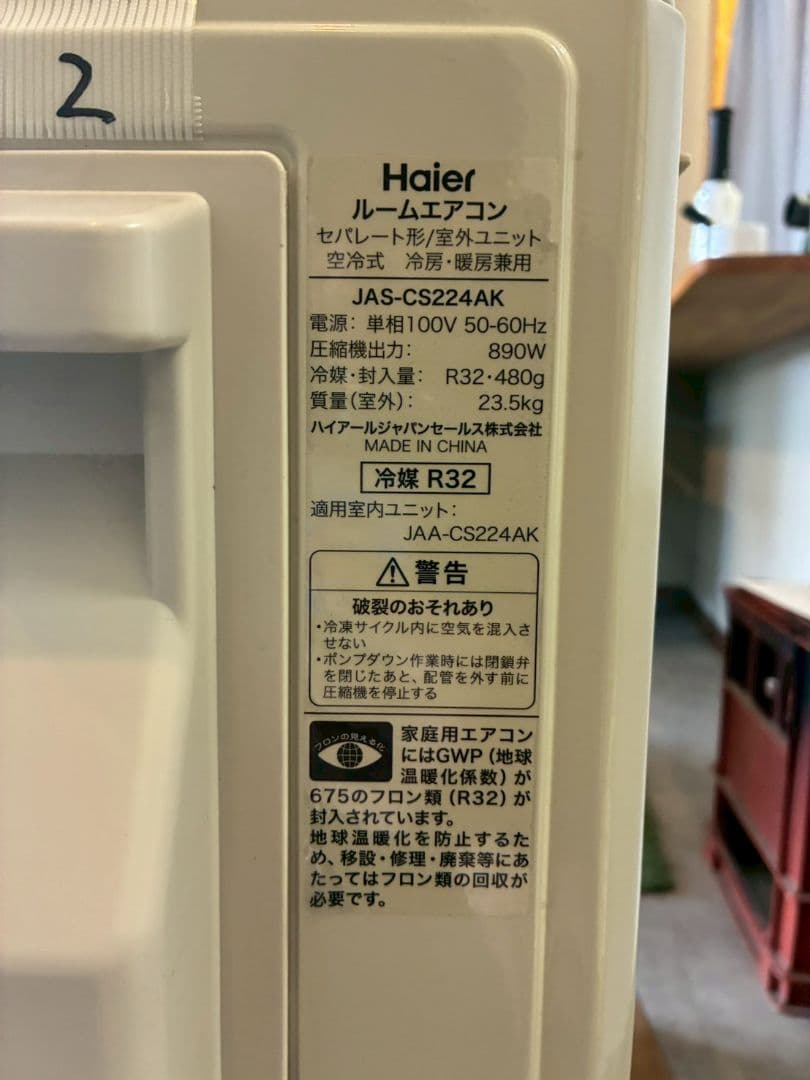 2
Haier
ルームエアコン
セパレート形/室外ユニット
空冷式 冷房・暖房兼用
JAS-CS224AK
電源: 単相100V 50-60Hz
圧縮機出力: 890W
冷媒・封入量: R32・480g
質量(室外): 23.5kg
ハイアールジャパンセールス株式会社
MADE IN CHINA
冷媒 R32
適用室内ユニット:
JAA-CS224AK
警告
破裂のおそれあり
・冷凍サイクル内に空気を混入さ
せない
・ポンプダウン作業時には閉鎖弁
を閉じたあと、配管を外す前に
圧縮機を停止する
フロンの見える化
家庭用エアコン
にはGWP(地球
温暖化係数)が
675のフロン類(R32)が
封入されています。
地球温暖化を防止するた
め、移設・修理・廃棄等にあ
たってはフロン類の回収が
必要です。